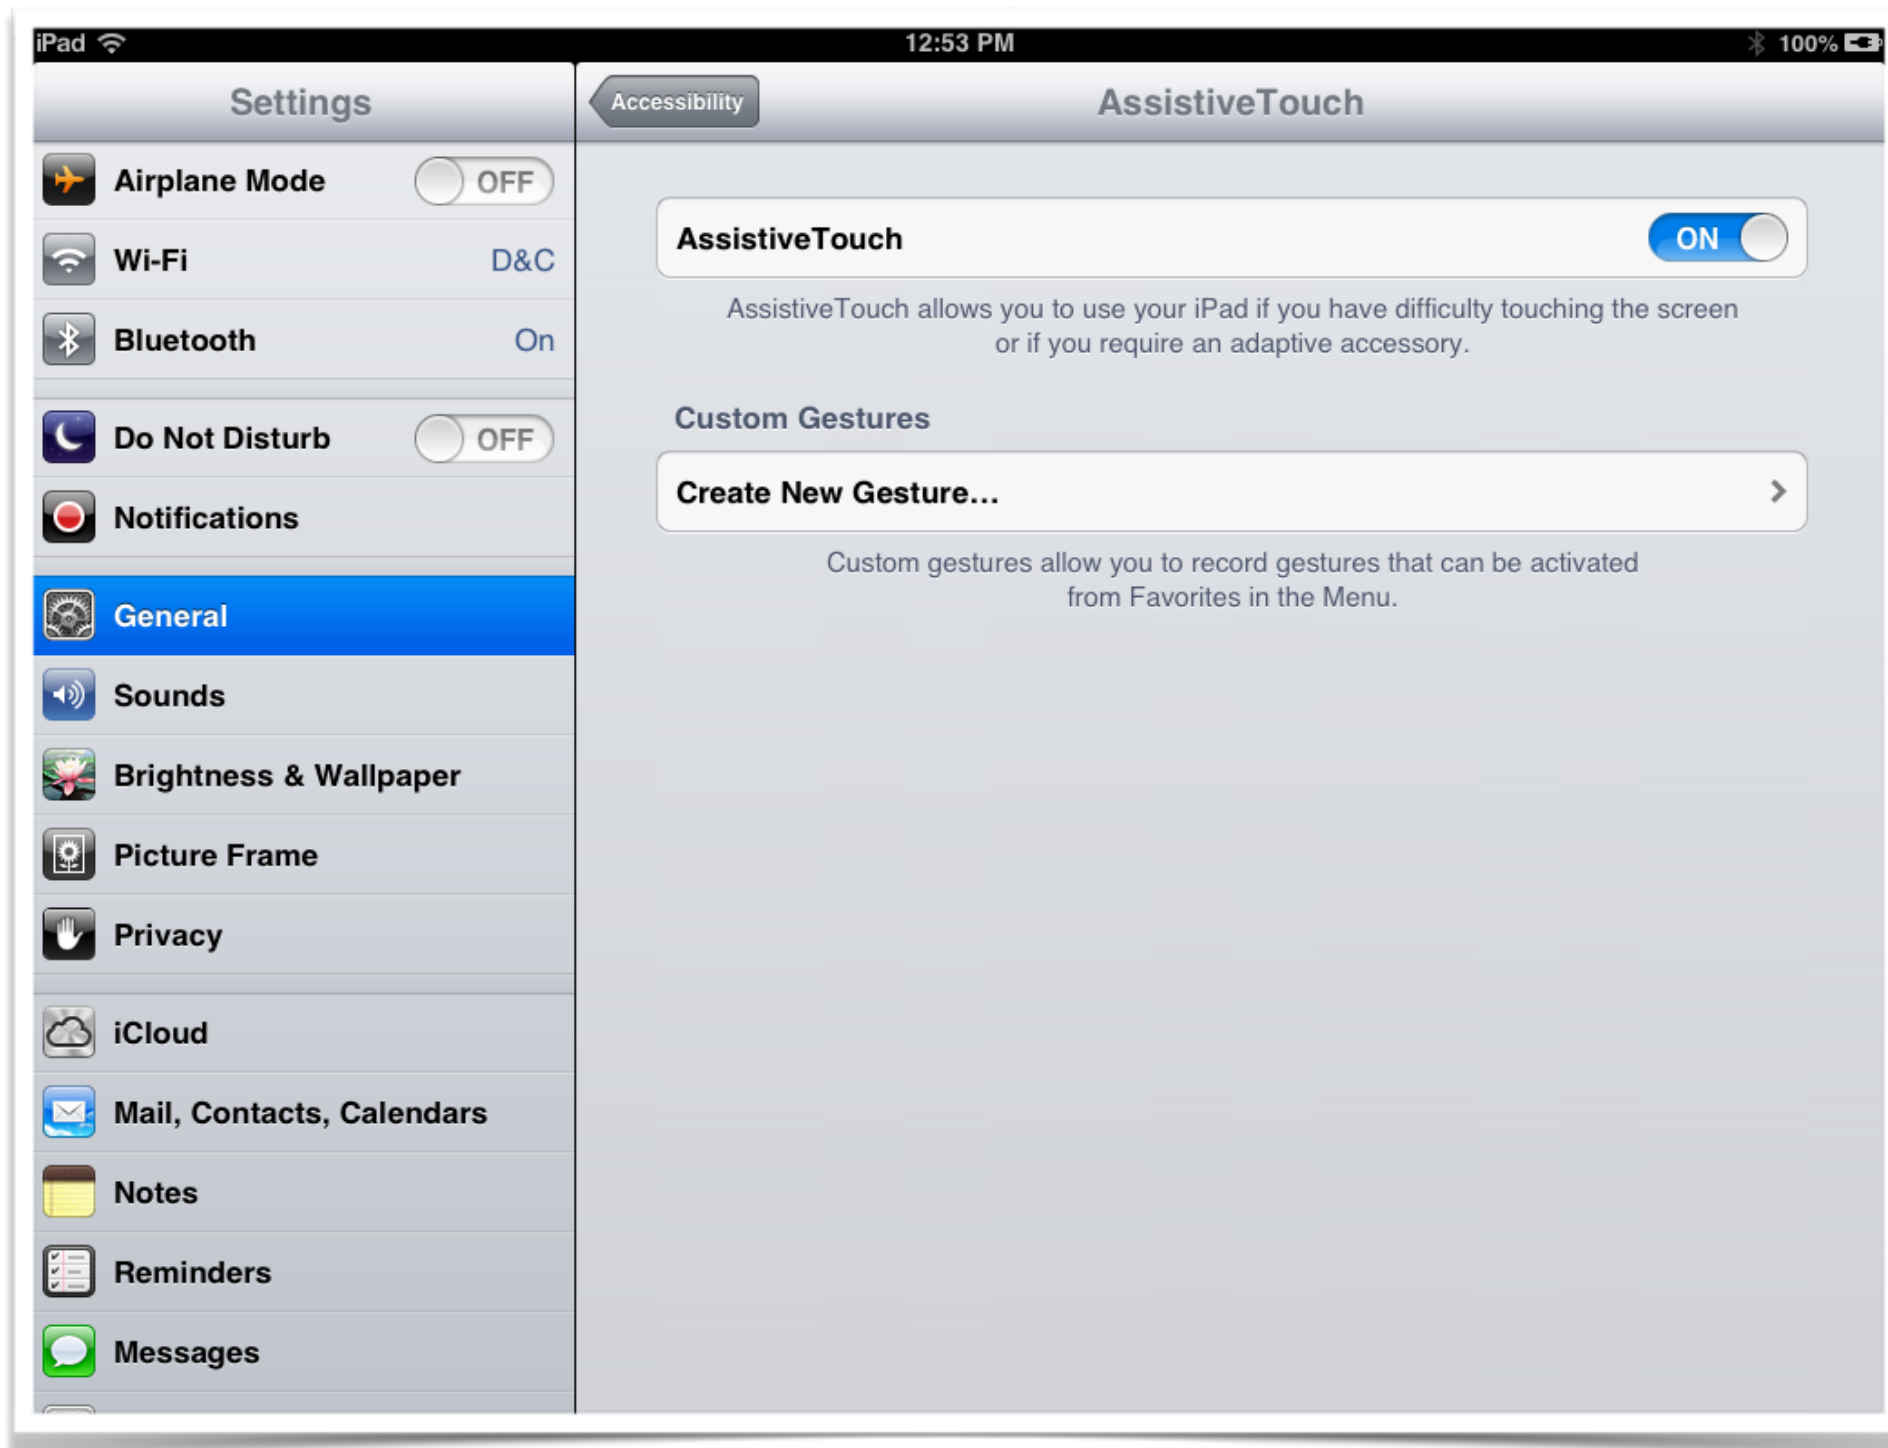 iPad 12:53 PM 100%
Settings
Accessibility AssistiveTouch
Airplane Mode OFF
Wi-Fi D&C
Bluetooth On
Do Not Disturb OFF
Notifications
General
Sounds
Brightness & Wallpaper
Picture Frame
Privacy
iCloud
Mail, Contacts, Calendars
Notes
Reminders
Messages
AssistiveTouch ON
AssistiveTouch allows you to use your iPad if you have difficulty touching the screen
or if you require an adaptive accessory.
Custom Gestures
Create New Gesture...
Custom gestures allow you to record gestures that can be activated
from Favorites in the Menu.